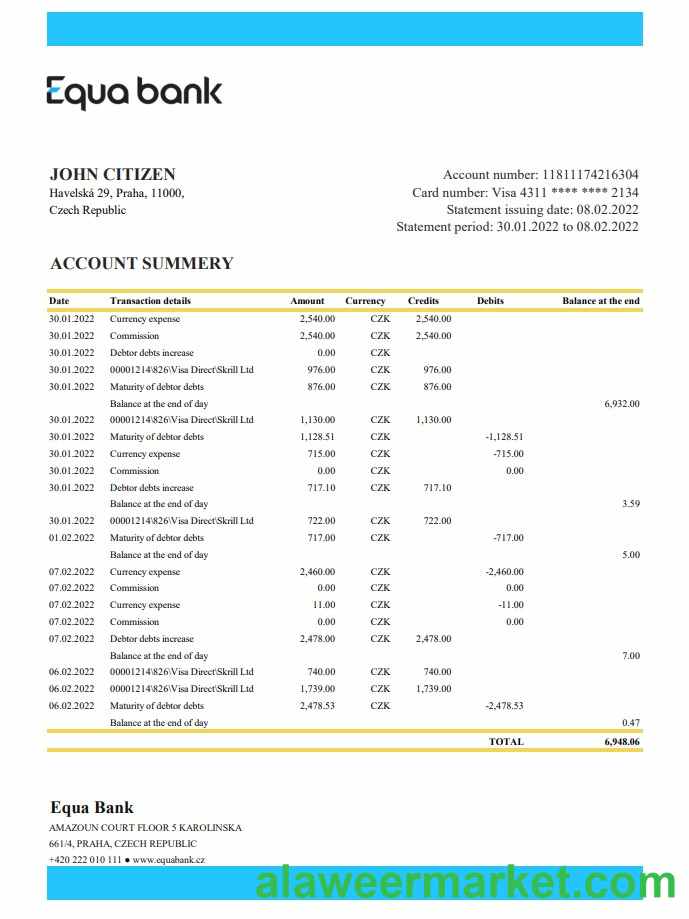 Equa bank
JOHN CITIZEN
Havelská 29, Praha, 11000,
Czech Republic
Account number: 11811174216304
Card number: Visa 4311 **** **** 2134
Statement issuing date: 08.02.2022
Statement period: 30.01.2022 to 08.02.2022
ACCOUNT SUMMERY
Date Transaction details Amount Currency Credits Debits Balance at the end
30.01.2022 Currency expense 2,540.00 CZK 2,540.00
30.01.2022 Commission 2,540.00 CZK 2,540.00
30.01.2022 Debtor debts increase 0.00 CZK
30.01.2022 00001214\826\Visa Direct\Skrill Ltd 976.00 CZK 976.00
30.01.2022 Maturity of debtor debts 876.00 CZK 876.00
Balance at the end of day 6,932.00
30.01.2022 00001214\826\Visa Direct\Skrill Ltd 1,130.00 CZK 1,130.00
30.01.2022 Maturity of debtor debts 1,128.51 CZK -1,128.51
30.01.2022 Currency expense 715.00 CZK -715.00
30.01.2022 Commission 0.00 CZK 0.00
30.01.2022 Debtor debts increase 717.10 CZK 717.10
Balance at the end of day 3.59
30.01.2022 00001214\826\Visa Direct\Skrill Ltd 722.00 CZK 722.00
01.02.2022 Maturity of debtor debts 717.00 CZK -717.00
Balance at the end of day 5.00
07.02.2022 Currency expense 2,460.00 CZK -2,460.00
07.02.2022 Commission 0.00 CZK 0.00
07.02.2022 Currency expense 11.00 CZK -11.00
07.02.2022 Commission 0.00 CZK 0.00
07.02.2022 Debtor debts increase 2,478.00 CZK 2,478.00
Balance at the end of day 7.00
06.02.2022 00001214\826\Visa Direct\Skrill Ltd 740.00 CZK 740.00
06.02.2022 00001214\826\Visa Direct\Skrill Ltd 1,739.00 CZK 1,739.00
06.02.2022 Maturity of debtor debts 2,478.53 CZK -2,478.53
Balance at the end of day 0.47
TOTAL 6,948.06
Equa Bank
AMAZOUN COURT FLOOR 5 KAROLINSKA
661/4, PRAHA, CZECH REPUBLIC
+420 222 010 111 ● www.equabank.cz
alaweermarket.com